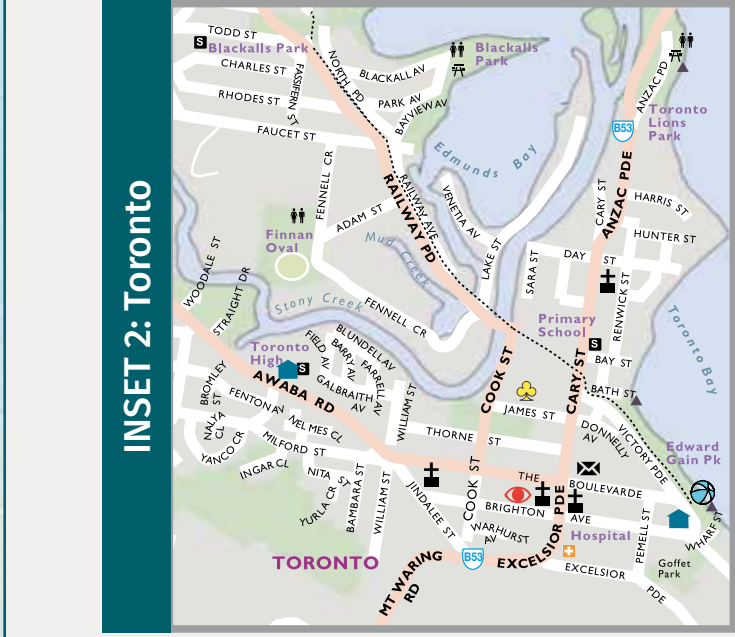 INSET 2: Toronto
TODD ST
S
Blackalls Park
CHARLES ST
FASSIFERN ST
RHODES ST
FAUCET ST
NORTH PD
BLACKALL AV
PARK AV
BAYVIEW AV
Blackalls
Park
ANZAC PD
Toronto
Lions
Park
B53
Edmunds Bay
RAILWAY AVE
RAILWAY PD
VENETIA AV
LAKE ST
FENNELL CR
ADAM ST
Finnan
Oval
Mud Creek
CARY ST
ANZAC PDE
HARRIS ST
HUNTER ST
DAY ST
SARA ST
RENWICK ST
WOODALE ST
STRAIGHT DR
Stony Creek
FENNELL CR
Toronto Bay
Primary
School
S
BAY ST
BATH ST
Toronto
High
S
FIELD AV
BLUNDELL AV
BARRY AV
FARRELL AV
GALBRAITH
AV
AWABA RD
BROMLEY
ST
FENTON AV
NALYA
CL
YANCO CR
NELMES CL
MILFORD ST
INGAR CL
NITA ST
YURLA CR
BAMBARA ST
WILLIAM ST
WILLIAM ST
THORNE ST
COOK ST
CARY ST
JAMES ST
DONNELLY
AV
VICTORY PDE
Edward
Gain Pk
THE
BOULEVARDE
COOK ST
JINDALEE ST
BRIGHTON
AVE
WARHURST
AV
EXCELSIOR PDE
Hospital
PEMELL ST
WHARF ST
Goffet
Park
EXCELSIOR
PDE
TORONTO
B53
MT WARING
RD